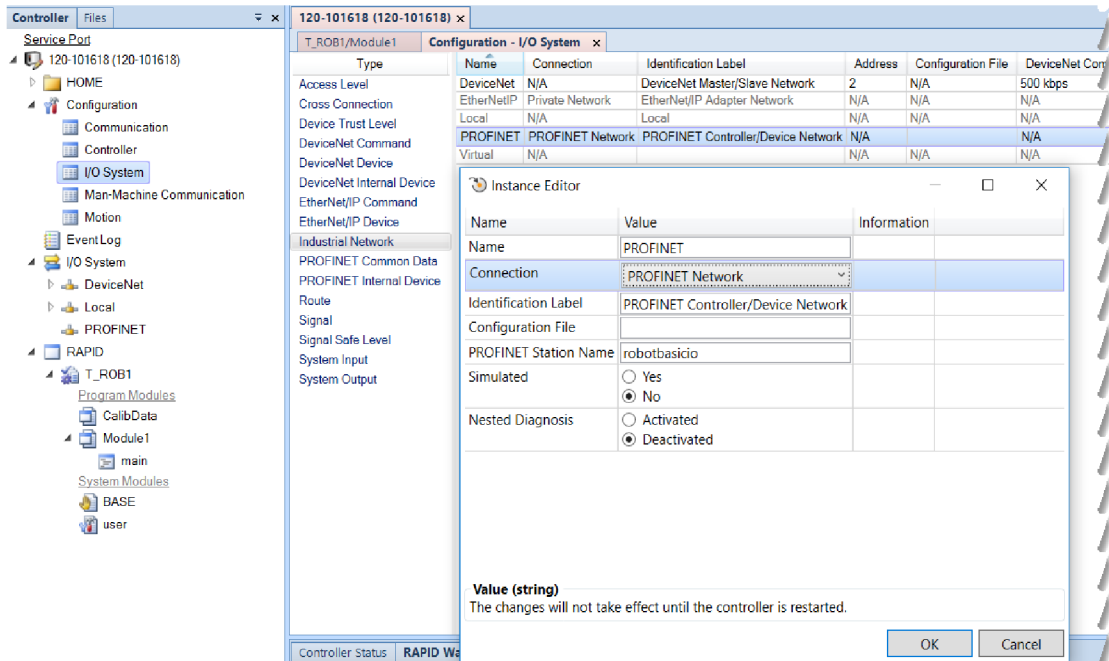 Controller Files
Service Port
120-101618 (120-101618)
HOME
Configuration
Communication
Controller
I/O System
Man-Machine Communication
Motion
EventLog
I/O System
DeviceNet
Local
PROFINET
RAPID
T_ROB1
Program Modules
CalibData
Module1
main
System Modules
BASE
user
120-101618 (120-101618)
T_ROB1/Module1 Configuration - I/O System
Type
Access Level
Cross Connection
Device Trust Level
DeviceNet Command
DeviceNet Device
DeviceNet Internal Device
EtherNet/IP Command
EtherNet/IP Device
Industrial Network
PROFINET Common Data
PROFINET Internal Device
Route
Signal
Signal Safe Level
System Input
System Output
Name Connection Identification Label Address Configuration File DeviceNet Com
DeviceNet N/A DeviceNet Master/Slave Network 2 N/A 500 kbps
EtherNetIP Private Network EtherNet/IP Adapter Network N/A N/A N/A
Local N/A Local N/A N/A N/A
PROFINET PROFINET Network PROFINET Controller/Device Network N/A N/A
Virtual N/A N/A N/A N/A
Instance Editor
Name Value Information
Name PROFINET
Connection PROFINET Network
Identification Label PROFINET Controller/Device Network
Configuration File
PROFINET Station Name robotbasicio
Simulated Yes
No
Nested Diagnosis Activated
Deactivated
Value (string)
The changes will not take effect until the controller is restarted.
OK Cancel
Controller Status RAPID Wa